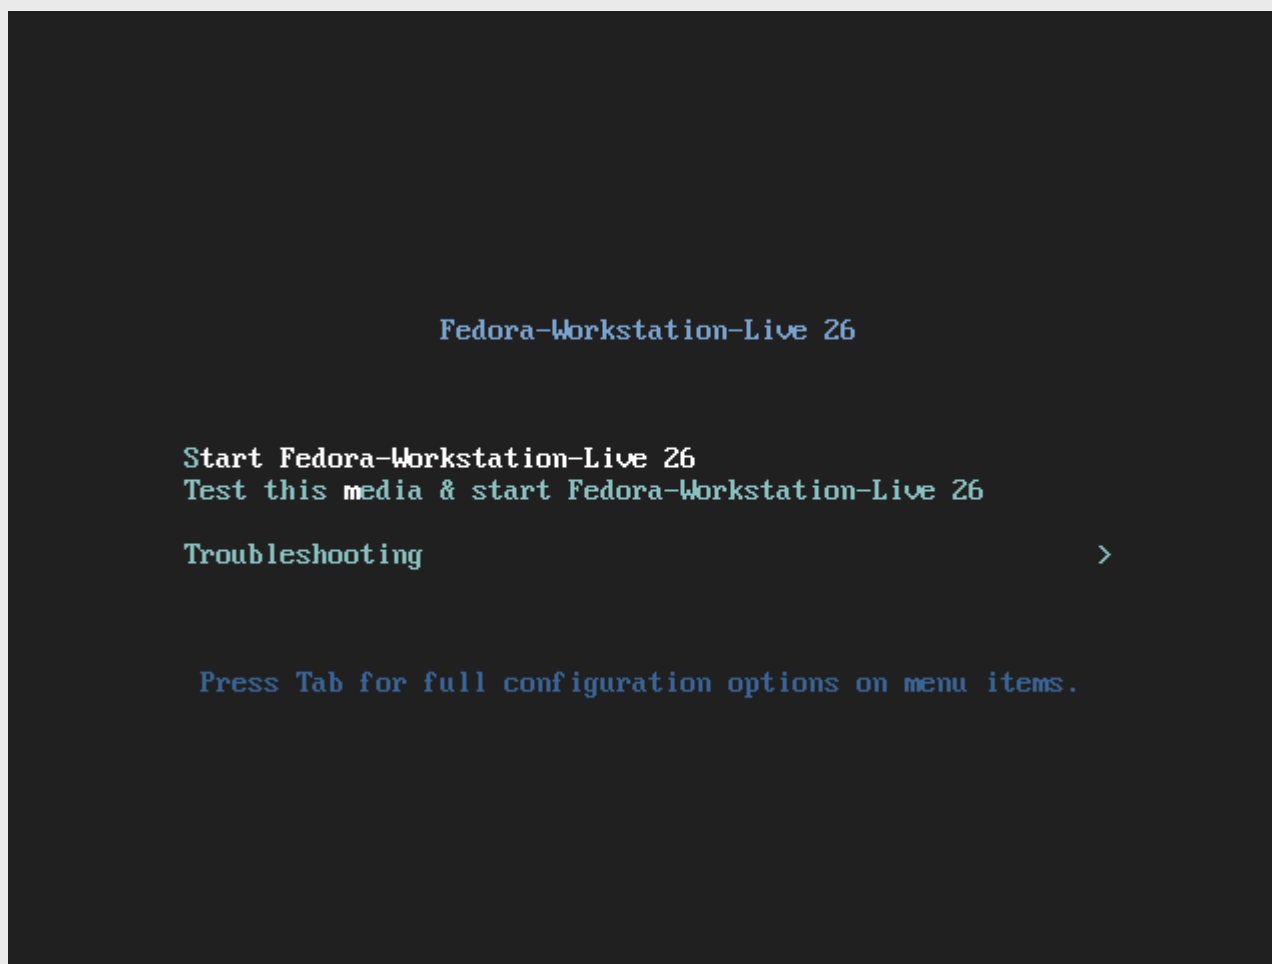 Fedora-Workstation-Live 26
Start Fedora-Workstation-Live 26
Test this media & start Fedora-Workstation-Live 26
Troubleshooting >
Press Tab for full configuration options on menu items.